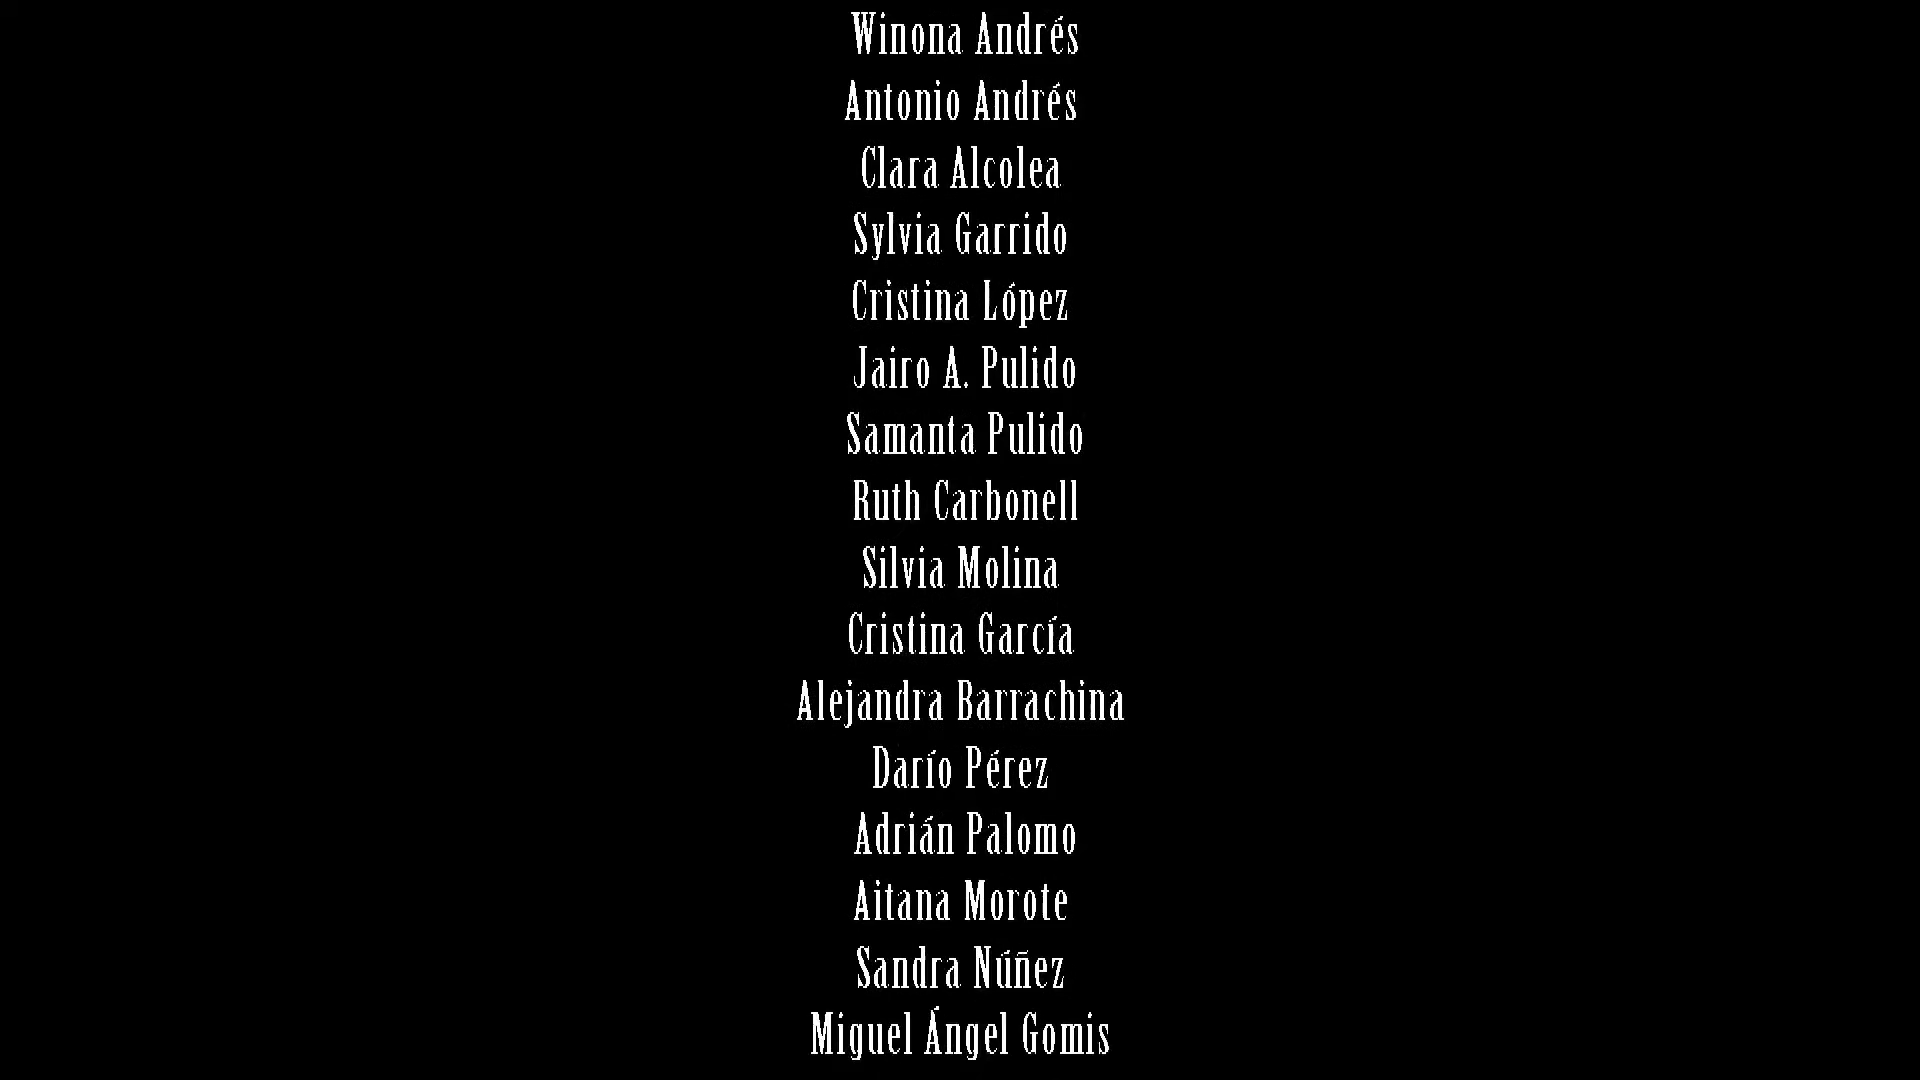 Winona Andrés
Antonio Andrés
Clara Alcolea
Sylvia Garrido
Cristina López
Jairo A. Pulido
Samanta Pulido
Ruth Carbonell
Silvia Molina
Cristina García
Alejandra Barrachina
Darío Pérez
Adrián Palomo
Aitana Morote
Sandra Núñez
Miguel Ángel Gomis